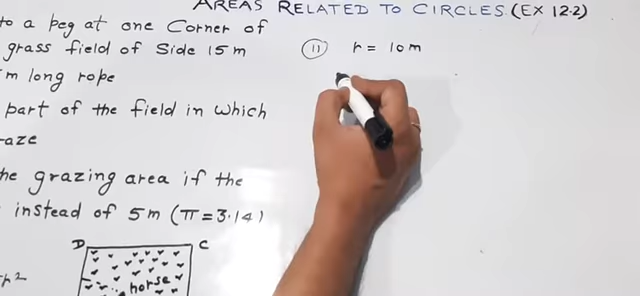 AREAS RELATED TO CIRCLES. (EX 12.2)
to a peg at one Corner of
grass field of Side 15 m
m long rope
part of the field in which
aze
he grazing area if the
instead of 5m (π = 3.14)
(ii) r = 10 m
D C
horse